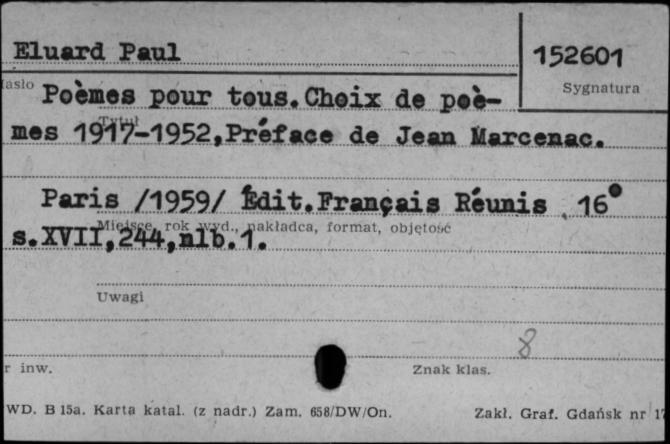 Eluard Paul
152601
Hasło
Sygnatura
Poèmes pour tous.Choix de poè-
Tytuł
mes 1917-1952,Préface de Jean Marcenac.
Paris /1959/ Édit.Français Réunis 16°
Miejsce, rok wyd., nakładca, format, objętość
s.XVII,244,nlb.1.
Uwagi
8
r inw.
Znak klas.
WD. B 15a. Karta katal. (z nadr.) Zam. 658/DW/On.
Zakł. Graf. Gdańsk nr 17